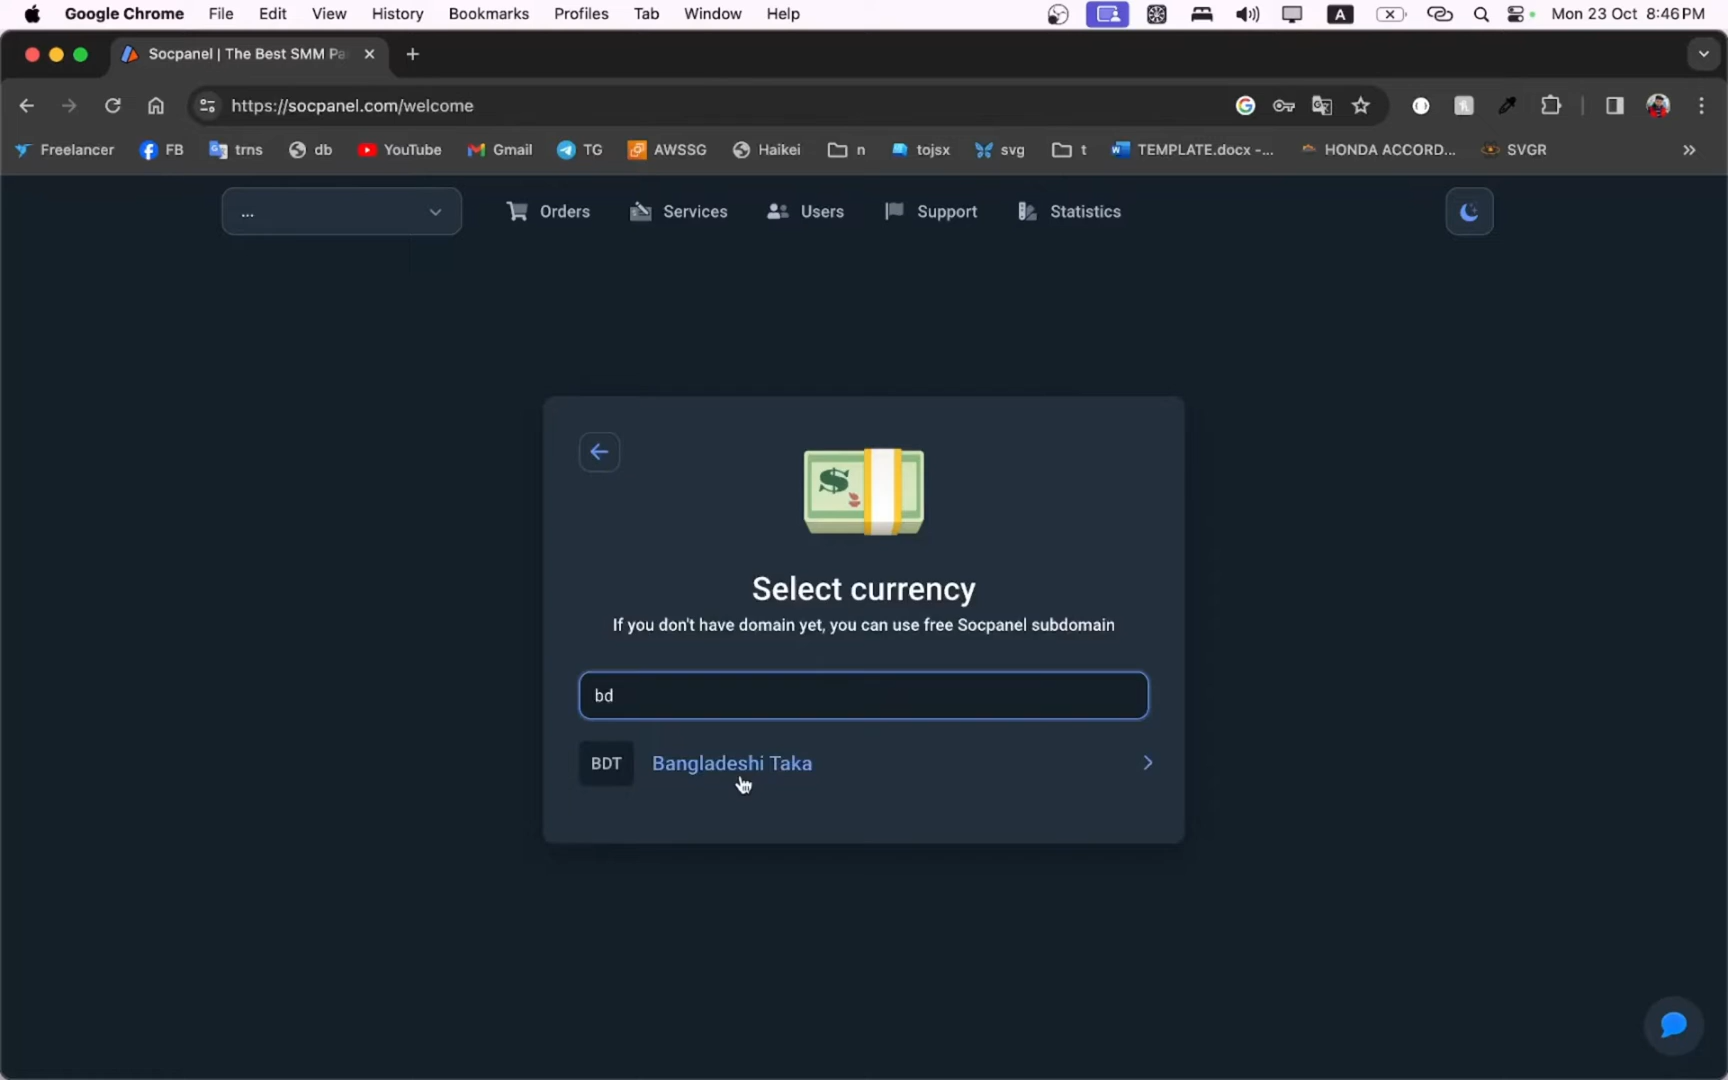 Google Chrome File Edit View History Bookmarks Profiles Tab Window Help A Mon 23 Oct 8:46 PM
Socpanel | The Best SMM Pa
https://socpanel.com/welcome
Freelancer FB trns db YouTube Gmail TG AWSSG Haikei n tojsx svg t TEMPLATE.docx -... HONDA ACCORD... SVGR
... Orders Services Users Support Statistics
Select currency
If you don't have domain yet, you can use free Socpanel subdomain
bd
BDT Bangladeshi Taka